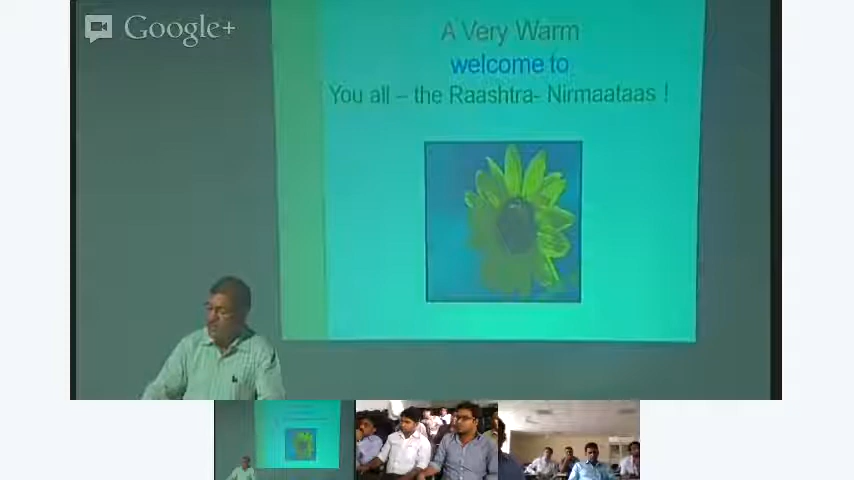 Google+
A Very Warm
welcome to
You all – the Raashtra- Nirmaataas !